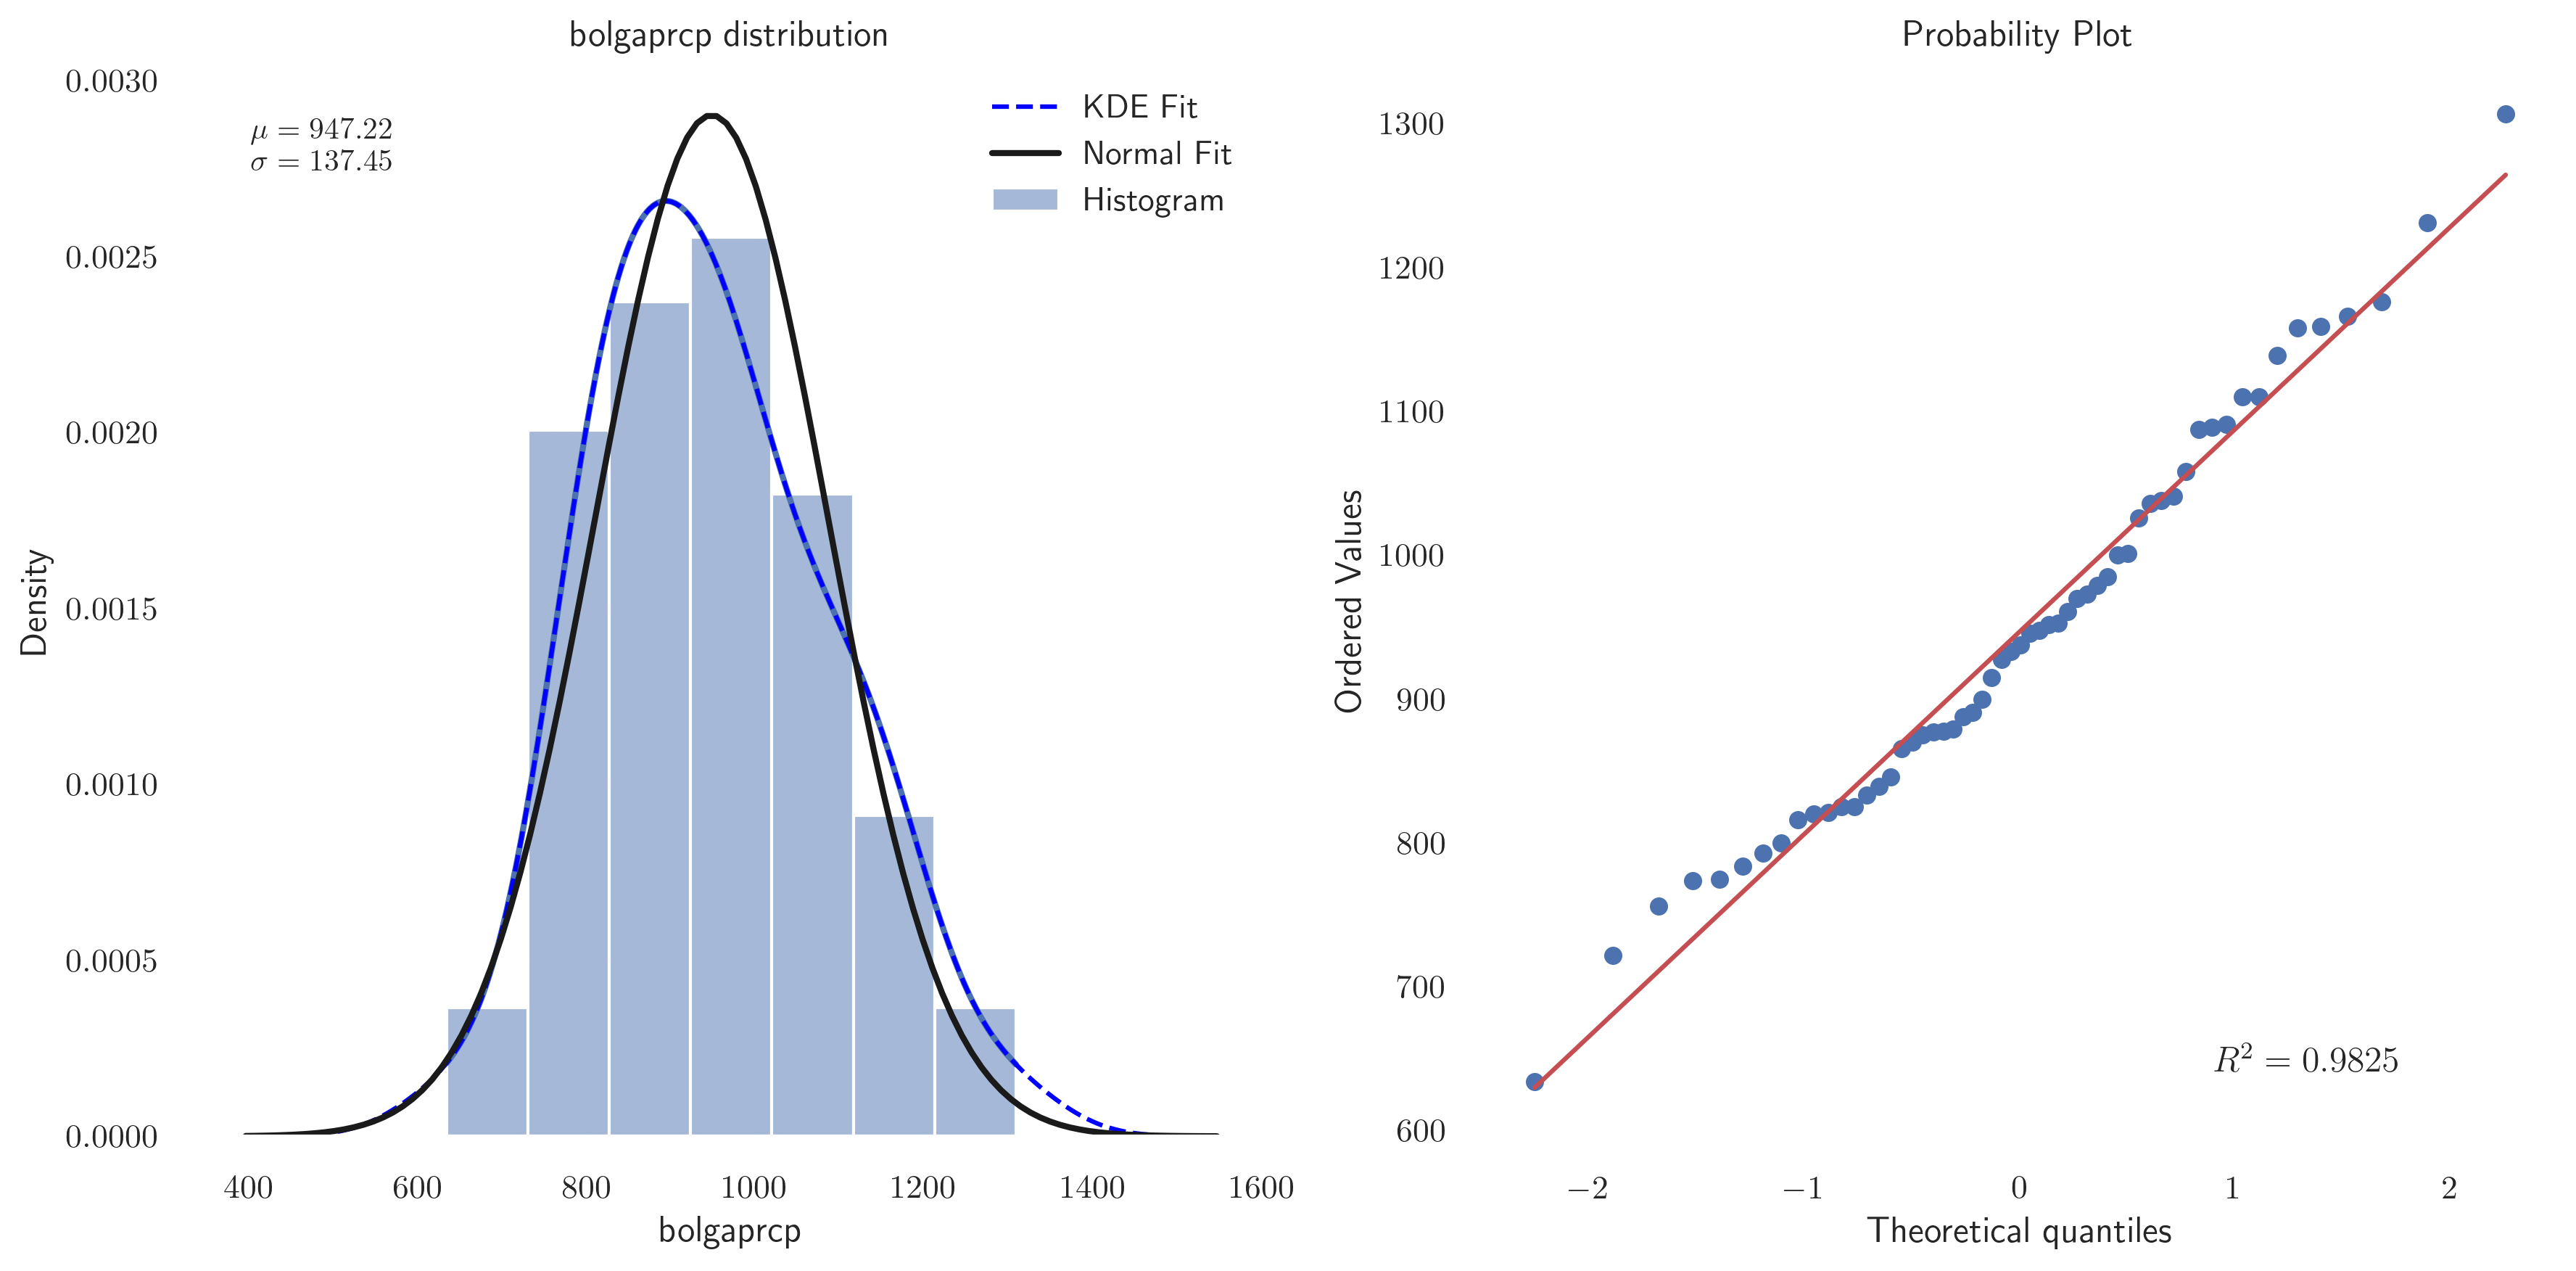 bolgaprcp distribution
0.0030
0.0025
0.0020
0.0015
0.0010
0.0005
0.0000
Density
μ = 947.22
σ = 137.45
KDE Fit
Normal Fit
Histogram
400 600 800 1000 1200 1400 1600
bolgaprcp
Probability Plot
1300
1200
1100
1000
900
800
700
600
Ordered Values
R² = 0.9825
−2 −1 0 1 2
Theoretical quantiles